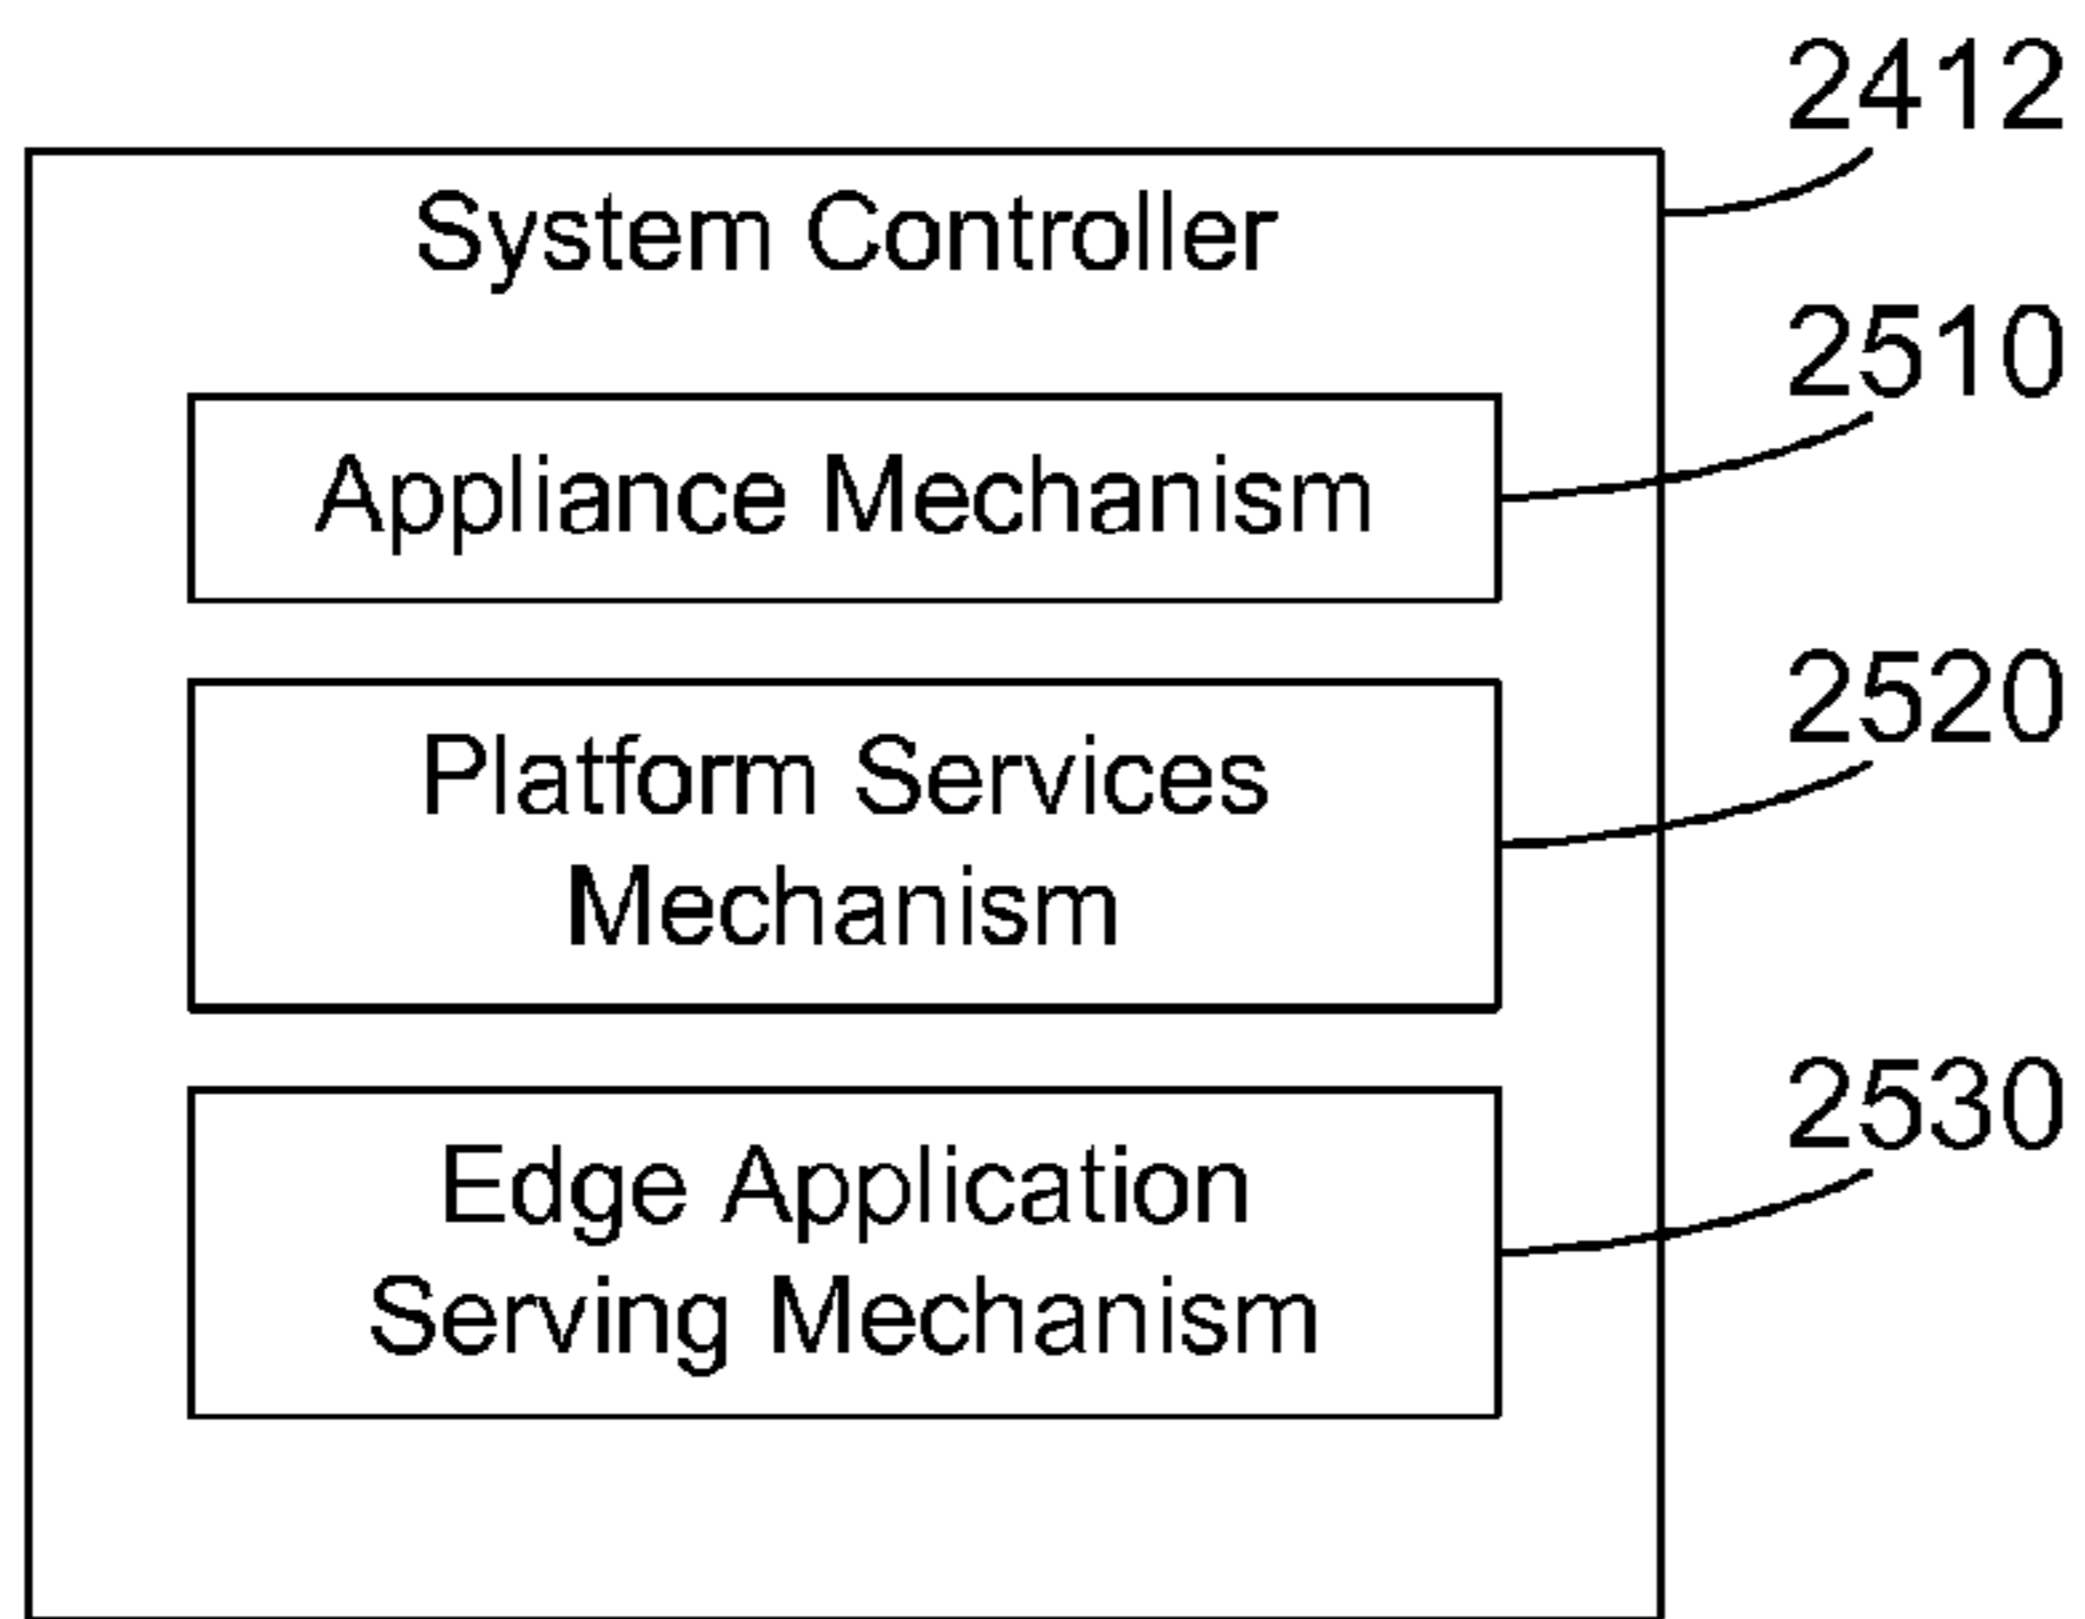 2412
System Controller
2510
Appliance Mechanism
2520
Platform Services
Mechanism
2530
Edge Application
Serving Mechanism